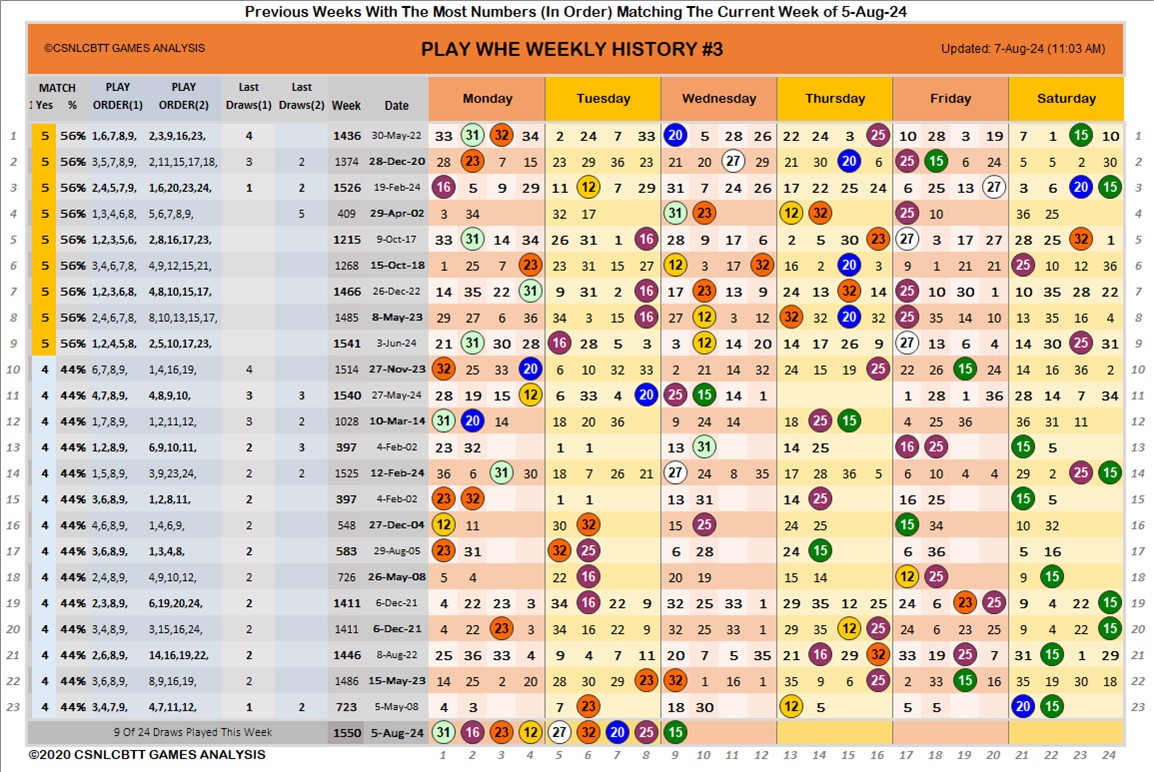 Previous Weeks With The Most Numbers (In Order) Matching The Current Week of 5-Aug-24
©CSNLCBTT GAMES ANALYSIS PLAY WHE WEEKLY HISTORY #3 Updated: 7-Aug-24 (11:03 AM)
MATCH PLAY PLAY Last Last
1 Yes % ORDER(1) ORDER(2) Draws(1) Draws(2) Week Date Monday Tuesday Wednesday Thursday Friday Saturday
1 5 56% 1,6,7,8,9, 2,3,9,16,23, 4 1436 30-May-22 33 31 32 34 2 24 7 33 20 5 28 26 22 24 3 25 10 28 3 19 7 1 15 10 1
2 5 56% 3,5,7,8,9, 2,11,15,17,18, 3 2 1374 28-Dec-20 28 23 7 15 23 29 36 23 21 20 27 29 21 30 20 6 25 15 6 24 5 5 2 30 2
3 5 56% 2,4,5,7,9, 1,6,20,23,24, 1 2 1526 19-Feb-24 16 5 9 29 11 12 7 29 31 7 24 26 17 22 25 24 6 25 13 27 3 6 20 15 3
4 5 56% 1,3,4,6,8, 5,6,7,8,9, 5 409 29-Apr-02 3 34 32 17 31 23 12 32 25 10 36 25 4
5 5 56% 1,2,3,5,6, 2,8,16,17,23, 1215 9-Oct-17 33 31 14 34 26 31 1 16 28 9 17 6 2 5 30 23 27 3 17 27 28 25 32 1 5
6 5 56% 3,4,6,7,8, 4,9,12,15,21, 1268 15-Oct-18 1 25 7 23 23 31 15 27 12 3 17 32 16 2 20 3 9 1 21 21 25 10 12 36 6
7 5 56% 1,2,3,6,8, 4,8,10,15,17, 1466 26-Dec-22 14 35 22 31 9 31 2 16 17 23 13 9 24 13 32 14 25 10 30 1 10 35 28 22 7
8 5 56% 2,4,6,7,8, 8,10,13,15,17, 1485 8-May-23 29 27 6 36 34 3 15 16 27 12 3 12 32 32 20 32 25 35 14 10 13 35 16 4 8
9 5 56% 1,2,4,5,8, 2,5,10,17,23, 1541 3-Jun-24 21 31 30 28 16 28 5 3 3 12 14 20 14 17 26 9 27 13 6 4 14 30 25 31 9
10 4 44% 6,7,8,9, 1,4,16,19, 4 1514 27-Nov-23 32 25 33 20 6 10 32 33 2 21 14 32 24 15 19 25 22 26 15 24 14 16 36 2 10
11 4 44% 4,7,8,9, 4,8,9,10, 3 3 1540 27-May-24 28 19 15 12 6 33 4 20 25 15 14 1 1 28 1 36 28 14 7 34 11
12 4 44% 1,7,8,9, 1,2,11,12, 3 2 1028 10-Mar-14 31 20 14 18 20 36 9 24 14 18 25 15 4 25 36 36 31 11 12
13 4 44% 1,2,8,9, 6,9,10,11, 2 3 397 4-Feb-02 23 32 1 1 13 31 14 25 16 25 15 5 13
14 4 44% 1,5,8,9, 3,9,23,24, 2 2 1525 12-Feb-24 36 6 31 30 18 7 26 21 27 24 8 35 17 28 36 5 6 10 4 4 29 2 25 15 14
15 4 44% 3,6,8,9, 1,2,8,11, 2 397 4-Feb-02 23 32 1 1 13 31 14 25 16 25 15 5 15
16 4 44% 4,6,8,9, 1,4,6,9, 2 548 27-Dec-04 12 11 30 32 15 25 24 25 15 34 10 32 16
17 4 44% 3,6,8,9, 1,3,4,8, 2 583 29-Aug-05 23 31 32 25 6 28 24 15 6 36 5 16 17
18 4 44% 2,4,8,9, 4,9,10,12, 2 726 26-May-08 5 4 22 16 20 19 15 14 12 25 9 15 18
19 4 44% 2,3,8,9, 6,19,20,24, 2 1411 6-Dec-21 4 22 23 3 34 16 22 9 32 25 33 1 29 35 12 25 24 6 23 25 9 4 22 15 19
20 4 44% 3,4,8,9, 3,15,16,24, 2 1411 6-Dec-21 4 22 23 3 34 16 22 9 32 25 33 1 29 35 12 25 24 6 23 25 9 4 22 15 20
21 4 44% 2,6,8,9, 14,16,19,22, 2 1446 8-Aug-22 25 36 33 4 9 4 7 11 20 7 5 35 21 16 29 32 33 19 25 7 31 15 1 29 21
22 4 44% 3,6,8,9, 8,9,16,19, 2 1486 15-May-23 14 25 2 20 28 30 29 23 32 1 16 1 35 9 6 25 2 33 15 16 35 19 30 18 22
23 4 44% 3,4,7,9, 4,7,11,12, 1 2 723 5-May-08 4 3 7 23 18 30 12 5 5 5 20 15 23
9 Of 24 Draws Played This Week 1550 5-Aug-24 31 16 23 12 27 32 20 25 15
©2020 CSNLCBTT GAMES ANALYSIS 1 2 3 4 5 6 7 8 9 10 11 12 13 14 15 16 17 18 19 20 21 22 23 24